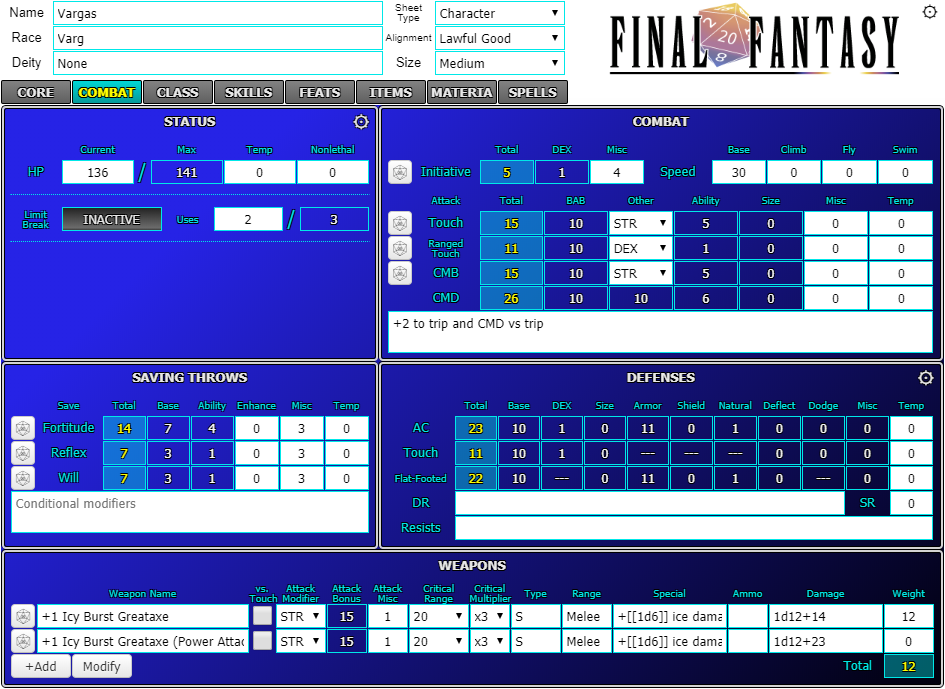 Name Vargas Sheet Type Character
Race Varg Alignment Lawful Good
Deity None Size Medium
FINAL FANTASY
2 20 8
CORE COMBAT CLASS SKILLS FEATS ITEMS MATERIA SPELLS
STATUS
Current Max Temp Nonlethal
HP 136 / 141 0 0
Limit Break INACTIVE Uses 2 / 3
COMBAT
Total DEX Misc Base Climb Fly Swim
Initiative 5 1 4 Speed 30 0 0 0
Attack Total BAB Other Ability Size Misc Temp
Touch 15 10 STR 5 0 0 0
Ranged Touch 11 10 DEX 1 0 0 0
CMB 15 10 STR 5 0 0 0
CMD 26 10 10 6 0 0 0
+2 to trip and CMD vs trip
SAVING THROWS
Save Total Base Ability Enhance Misc Temp
Fortitude 14 7 4 0 3 0
Reflex 7 3 1 0 3 0
Will 7 3 1 0 3 0
Conditional modifiers
DEFENSES
Total Base DEX Size Armor Shield Natural Deflect Dodge Misc Temp
AC 23 10 1 0 11 0 1 0 0 0 0
Touch 11 10 1 0 --- --- --- 0 0 0 0
Flat-Footed 22 10 --- 0 11 0 1 0 --- 0 0
DR SR 0
Resists
WEAPONS
Weapon Name vs. Touch Attack Modifier Attack Bonus Attack Misc Critical Range Critical Multiplier Type Range Special Ammo Damage Weight
+1 Icy Burst Greataxe STR 15 1 20 x3 S Melee +[[1d6]] ice dama 1d12+14 12
+1 Icy Burst Greataxe (Power Attac STR 15 1 20 x3 S Melee +[[1d6]] ice dama 1d12+23 0
+Add Modify Total 12